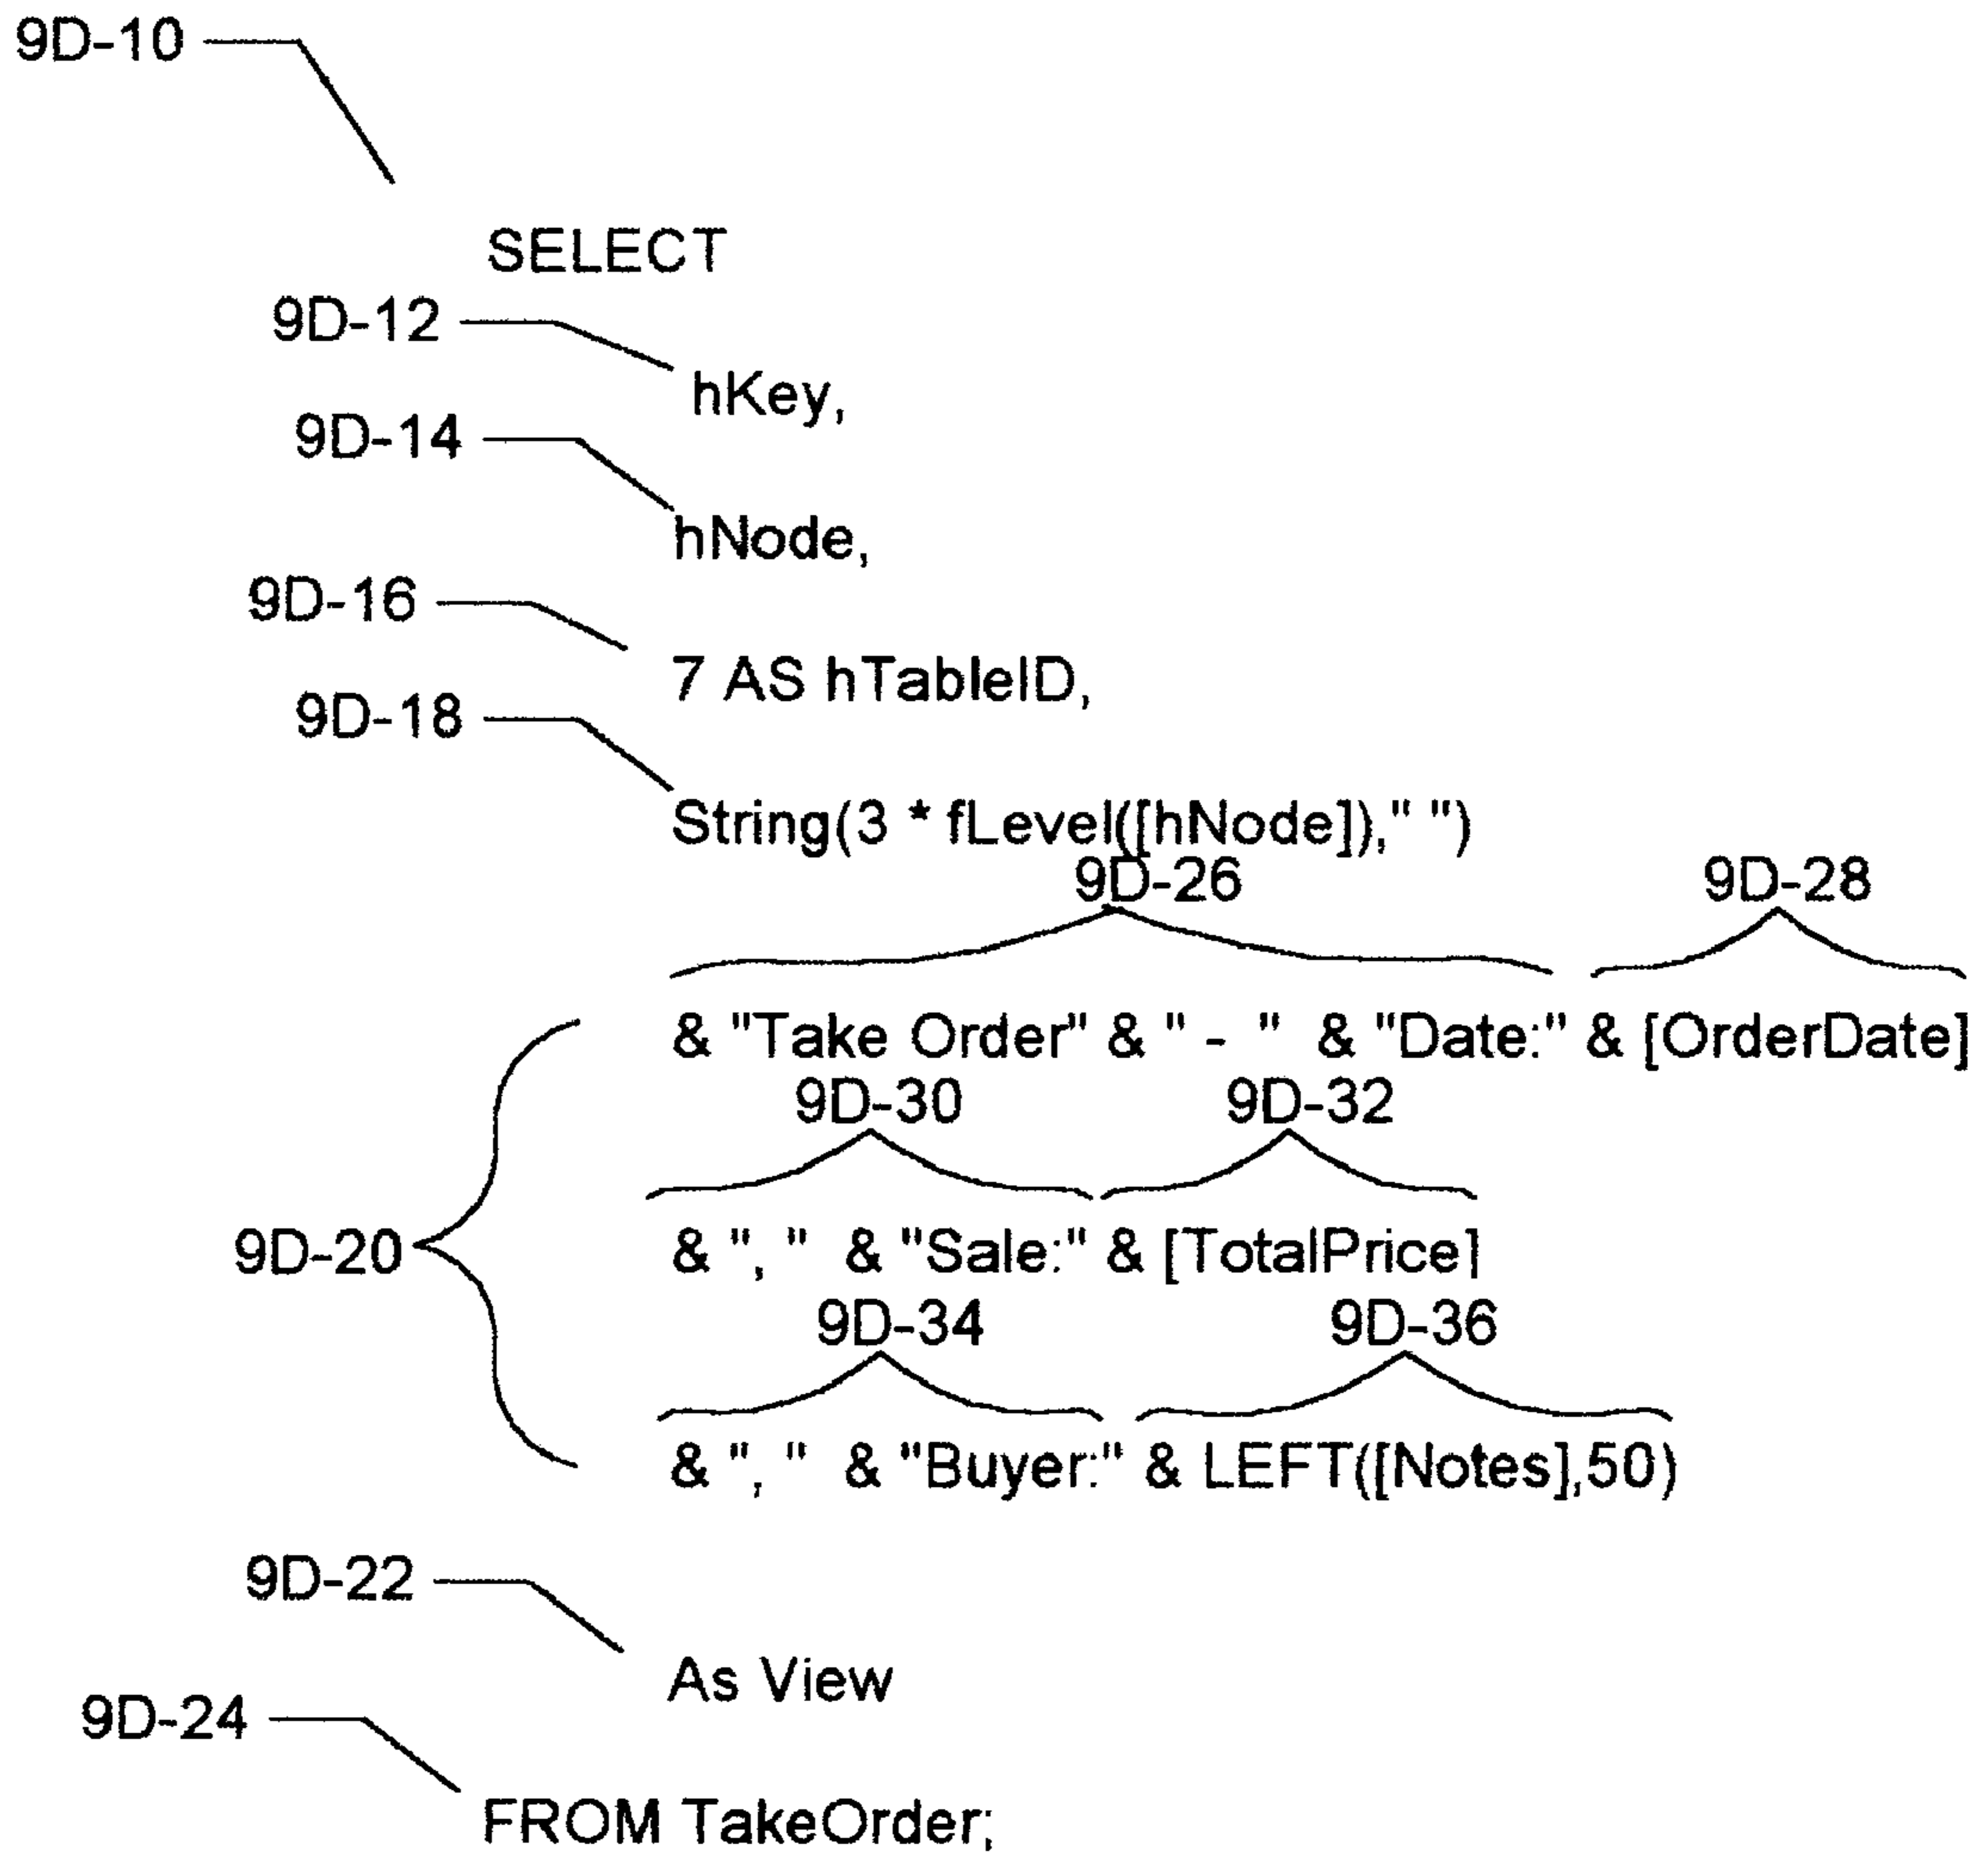 9D-10
SELECT
9D-12
hKey,
9D-14
hNode,
9D-16
7 AS hTableID,
9D-18
String(3 * fLevel([hNode])," ")
9D-26 9D-28
& "Take Order" & " - " & "Date:" & [OrderDate]
9D-30 9D-32
9D-20 & ", " & "Sale:" & [TotalPrice]
9D-34 9D-36
& ", " & "Buyer:" & LEFT([Notes],50)
9D-22
As View
9D-24
FROM TakeOrder;